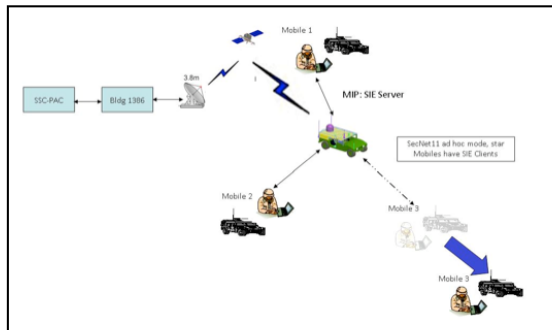 Mobile 1
3.8m
SSC-PAC
Bldg 1306
MIP: SIE Server
SecNet11 ad hoc mode, star
Mobiles have SIE Clients
Mobile 2
Mobile 3
Mobile 3